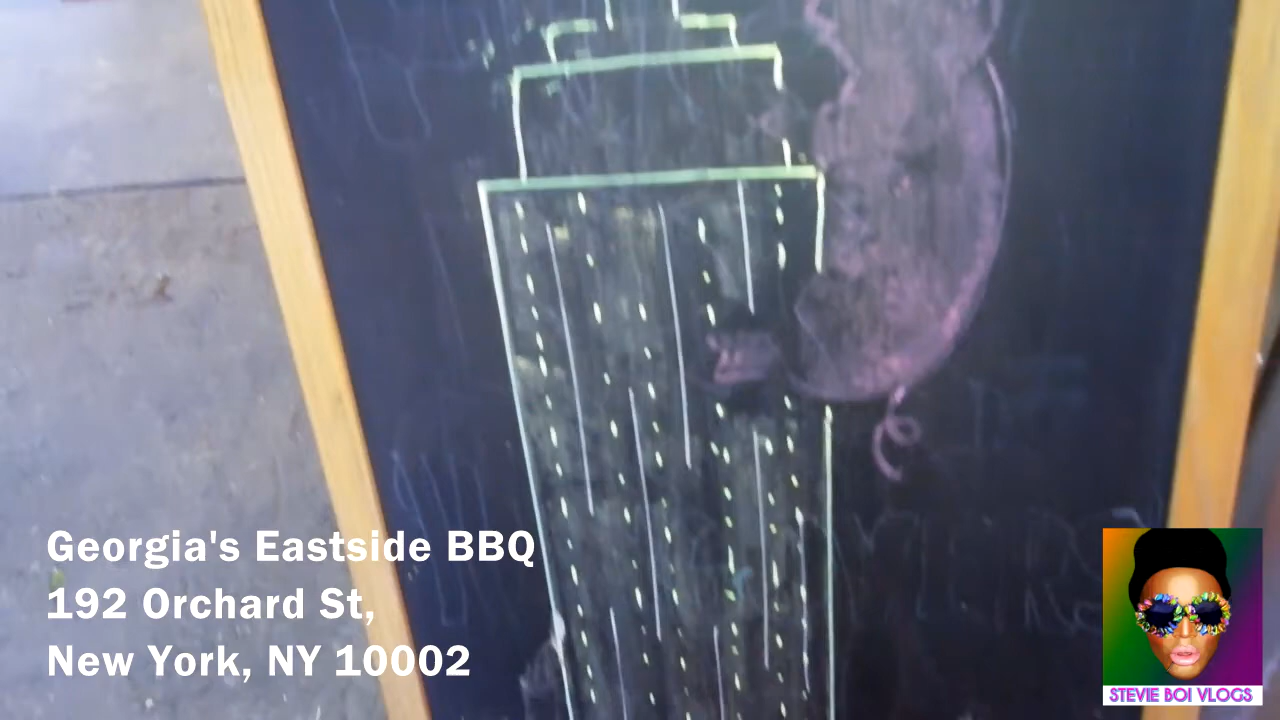 Georgia's Eastside BBQ
192 Orchard St,
New York, NY 10002
STEVIE BOI VLOGS